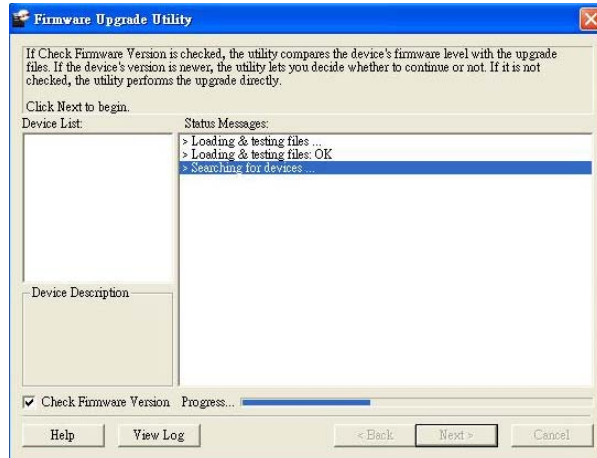 Firmware Upgrade Utility
If Check Firmware Version is checked, the utility compares the device's firmware level with the upgrade
files. If the device's version is newer, the utility lets you decide whether to continue or not. If it is not
checked, the utility performs the upgrade directly.
Click Next to begin.
Device List:
Status Messages:
> Loading & testing files ...
> Loading & testing files: OK
> Searching for devices ...
Device Description
Check Firmware Version Progress...
Help View Log < Back Next > Cancel